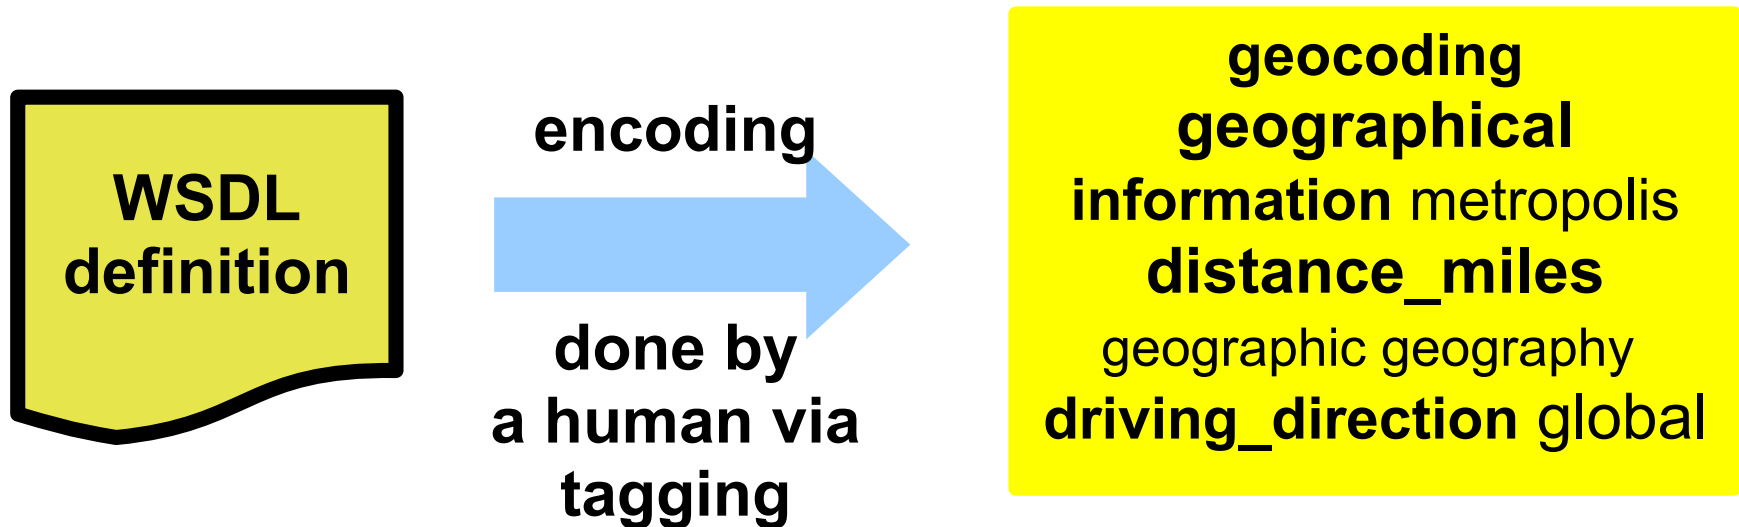 WSDL
definition
encoding
done by
a human via
tagging
geocoding
geographical
information metropolis
distance_miles
geographic geography
driving_direction global